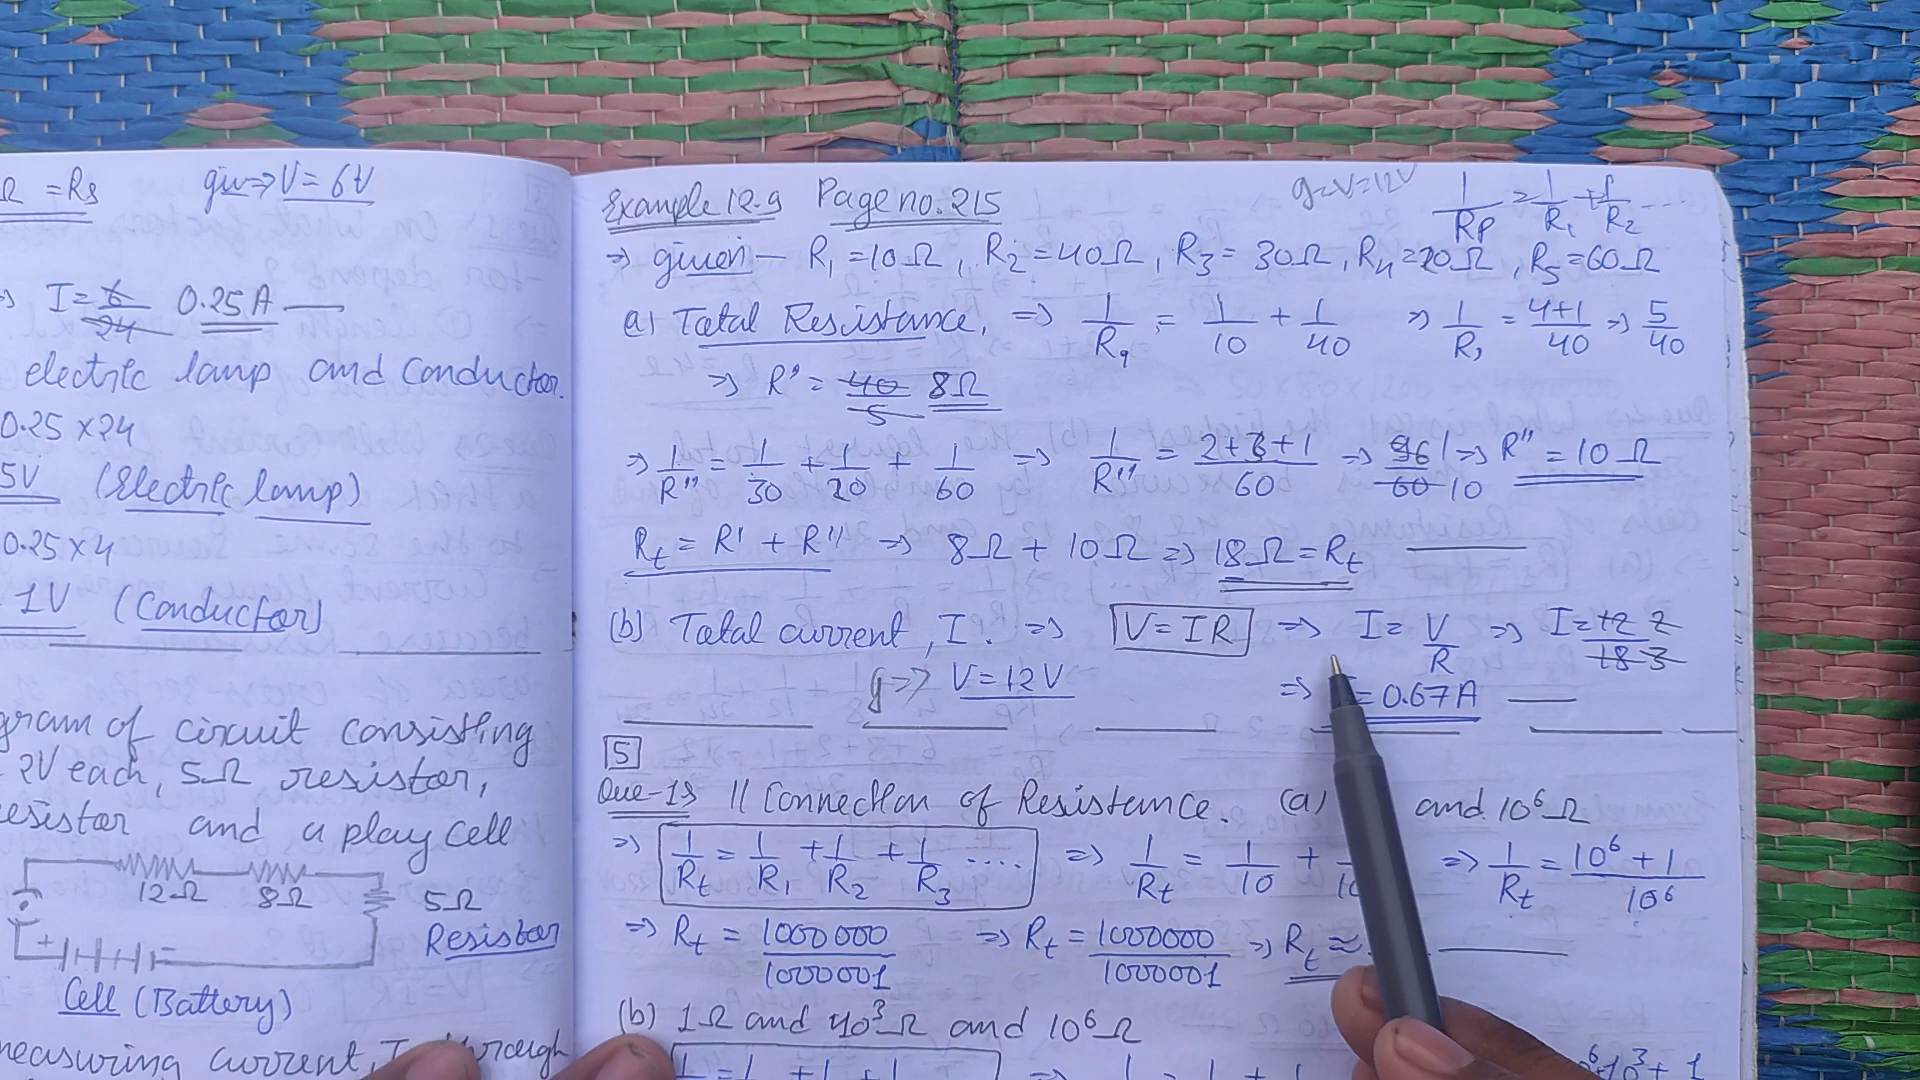 Ω = Rs giv⇒ V = 6V
I = 6/24 0.25A
electric lamp and Conductor.
0.25 × 24
5V (Electric lamp)
0.25 × 4
1V (Conductor)
gram of circuit consisting
2V each, 5Ω resistor,
resistor and a play cell
12Ω 8Ω 5Ω
Resistor
Cell (Battery)
measuring current, I, through
Example 12.9 Page no. 215 g⇒V=12V 1/Rp = 1/R1 + 1/R2 ....
⇒ given — R1 = 10Ω, R2 = 40Ω, R3 = 30Ω, R4 = 20Ω, R5 = 60Ω
a) Total Resistance, ⇒ = 1/10 + 1/40 ⇒ = 4+1/40 ⇒ 5/40
⇒ R' = 40/5 8Ω
⇒ 1/R'' = 1/30 + 1/20 + 1/60 ⇒ 1/R'' = 2+3+1/60 ⇒ 6/60 1/10 ⇒ R'' = 10Ω
Rt = R' + R'' ⇒ 8Ω + 10Ω ⇒ 18Ω = Rt
(b) Total current, I. ⇒ V = IR ⇒ I = V/R ⇒ I = 12/18 2/3
g ⇒ V = 12V ⇒ = 0.67A
5
Que-1s || Connection of Resistance. (a) and 10⁶Ω
⇒ 1/Rt = 1/R1 + 1/R2 + 1/R3 .... ⇒ 1/Rt = 1/10 + ⇒ 1/Rt = 10⁶ + 1/10⁶
⇒ Rt = 1000000/1000001 ⇒ Rt = 1000000/1000001 ⇒ Rt ≈
(b) 1Ω and 10³Ω and 10⁶Ω